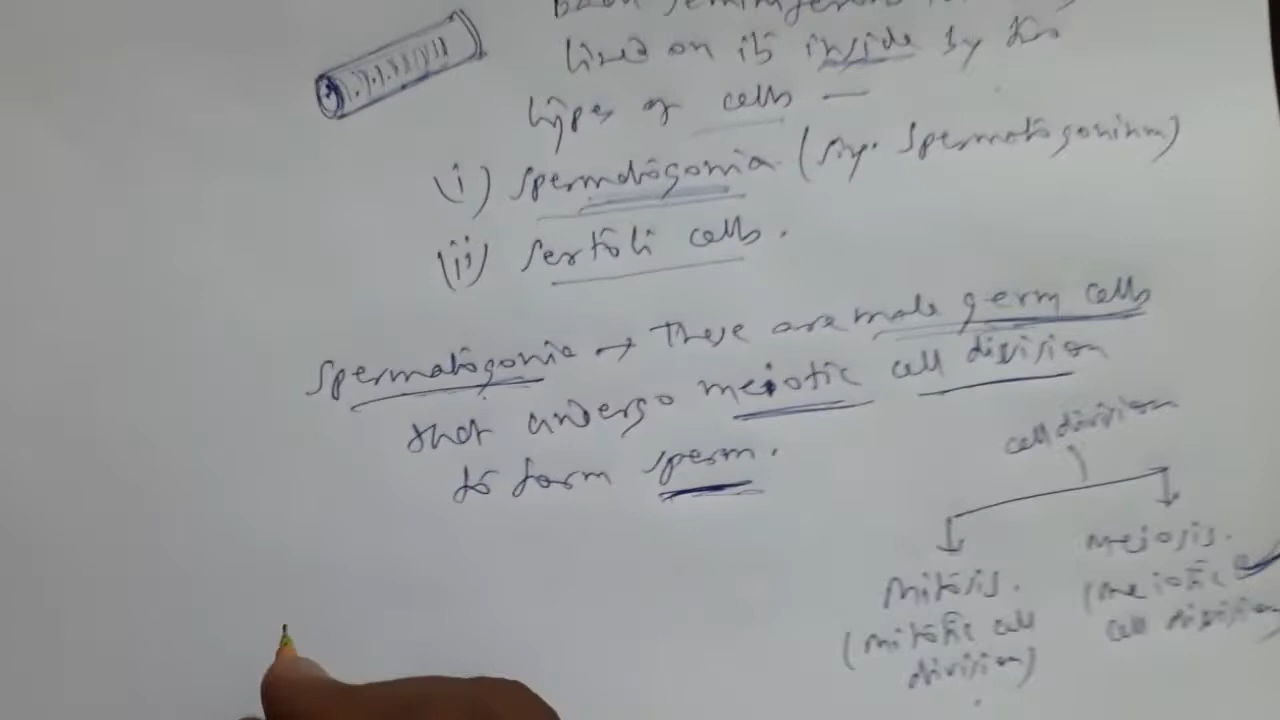 lined on its inside by two
types of cells —
(i) Spermatogonia (sing. Spermatogonium)
(ii) Sertoli cells.
Spermatogonia → These are male germ cells
that undergo meiotic cell division
to form sperm.
cell division
Mitosis.
(mitotic cell
division)
Meiosis.
(meiotic
cell division